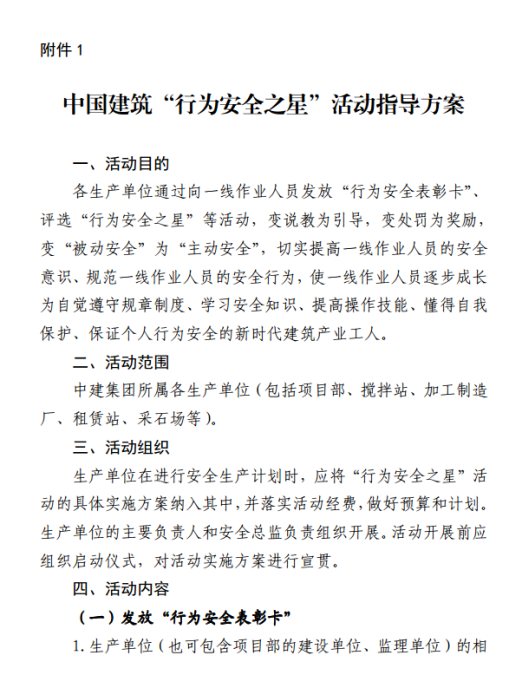 附件 1
中国建筑“行为安全之星”活动指导方案
一、活动目的
各生产单位通过向一线作业人员发放“行为安全表彰卡”、
评选“行为安全之星”等活动，变说教为引导，变处罚为奖励，
变“被动安全”为“主动安全”，切实提高一线作业人员的安全
意识、规范一线作业人员的安全行为，使一线作业人员逐步成长
为自觉遵守规章制度、学习安全知识、提高操作技能、懂得自我
保护、保证个人行为安全的新时代建筑产业工人。
二、活动范围
中建集团所属各生产单位（包括项目部、搅拌站、加工制造
厂、租赁站、采石场等）。
三、活动组织
生产单位在进行安全生产计划时，应将“行为安全之星”活
动的具体实施方案纳入其中，并落实活动经费，做好预算和计划。
生产单位的主要负责人和安全总监负责组织开展。活动开展前应
组织启动仪式，对活动实施方案进行宣贯。
四、活动内容
（一）发放“行为安全表彰卡”
1.生产单位（也可包含项目部的建设单位、监理单位）的相